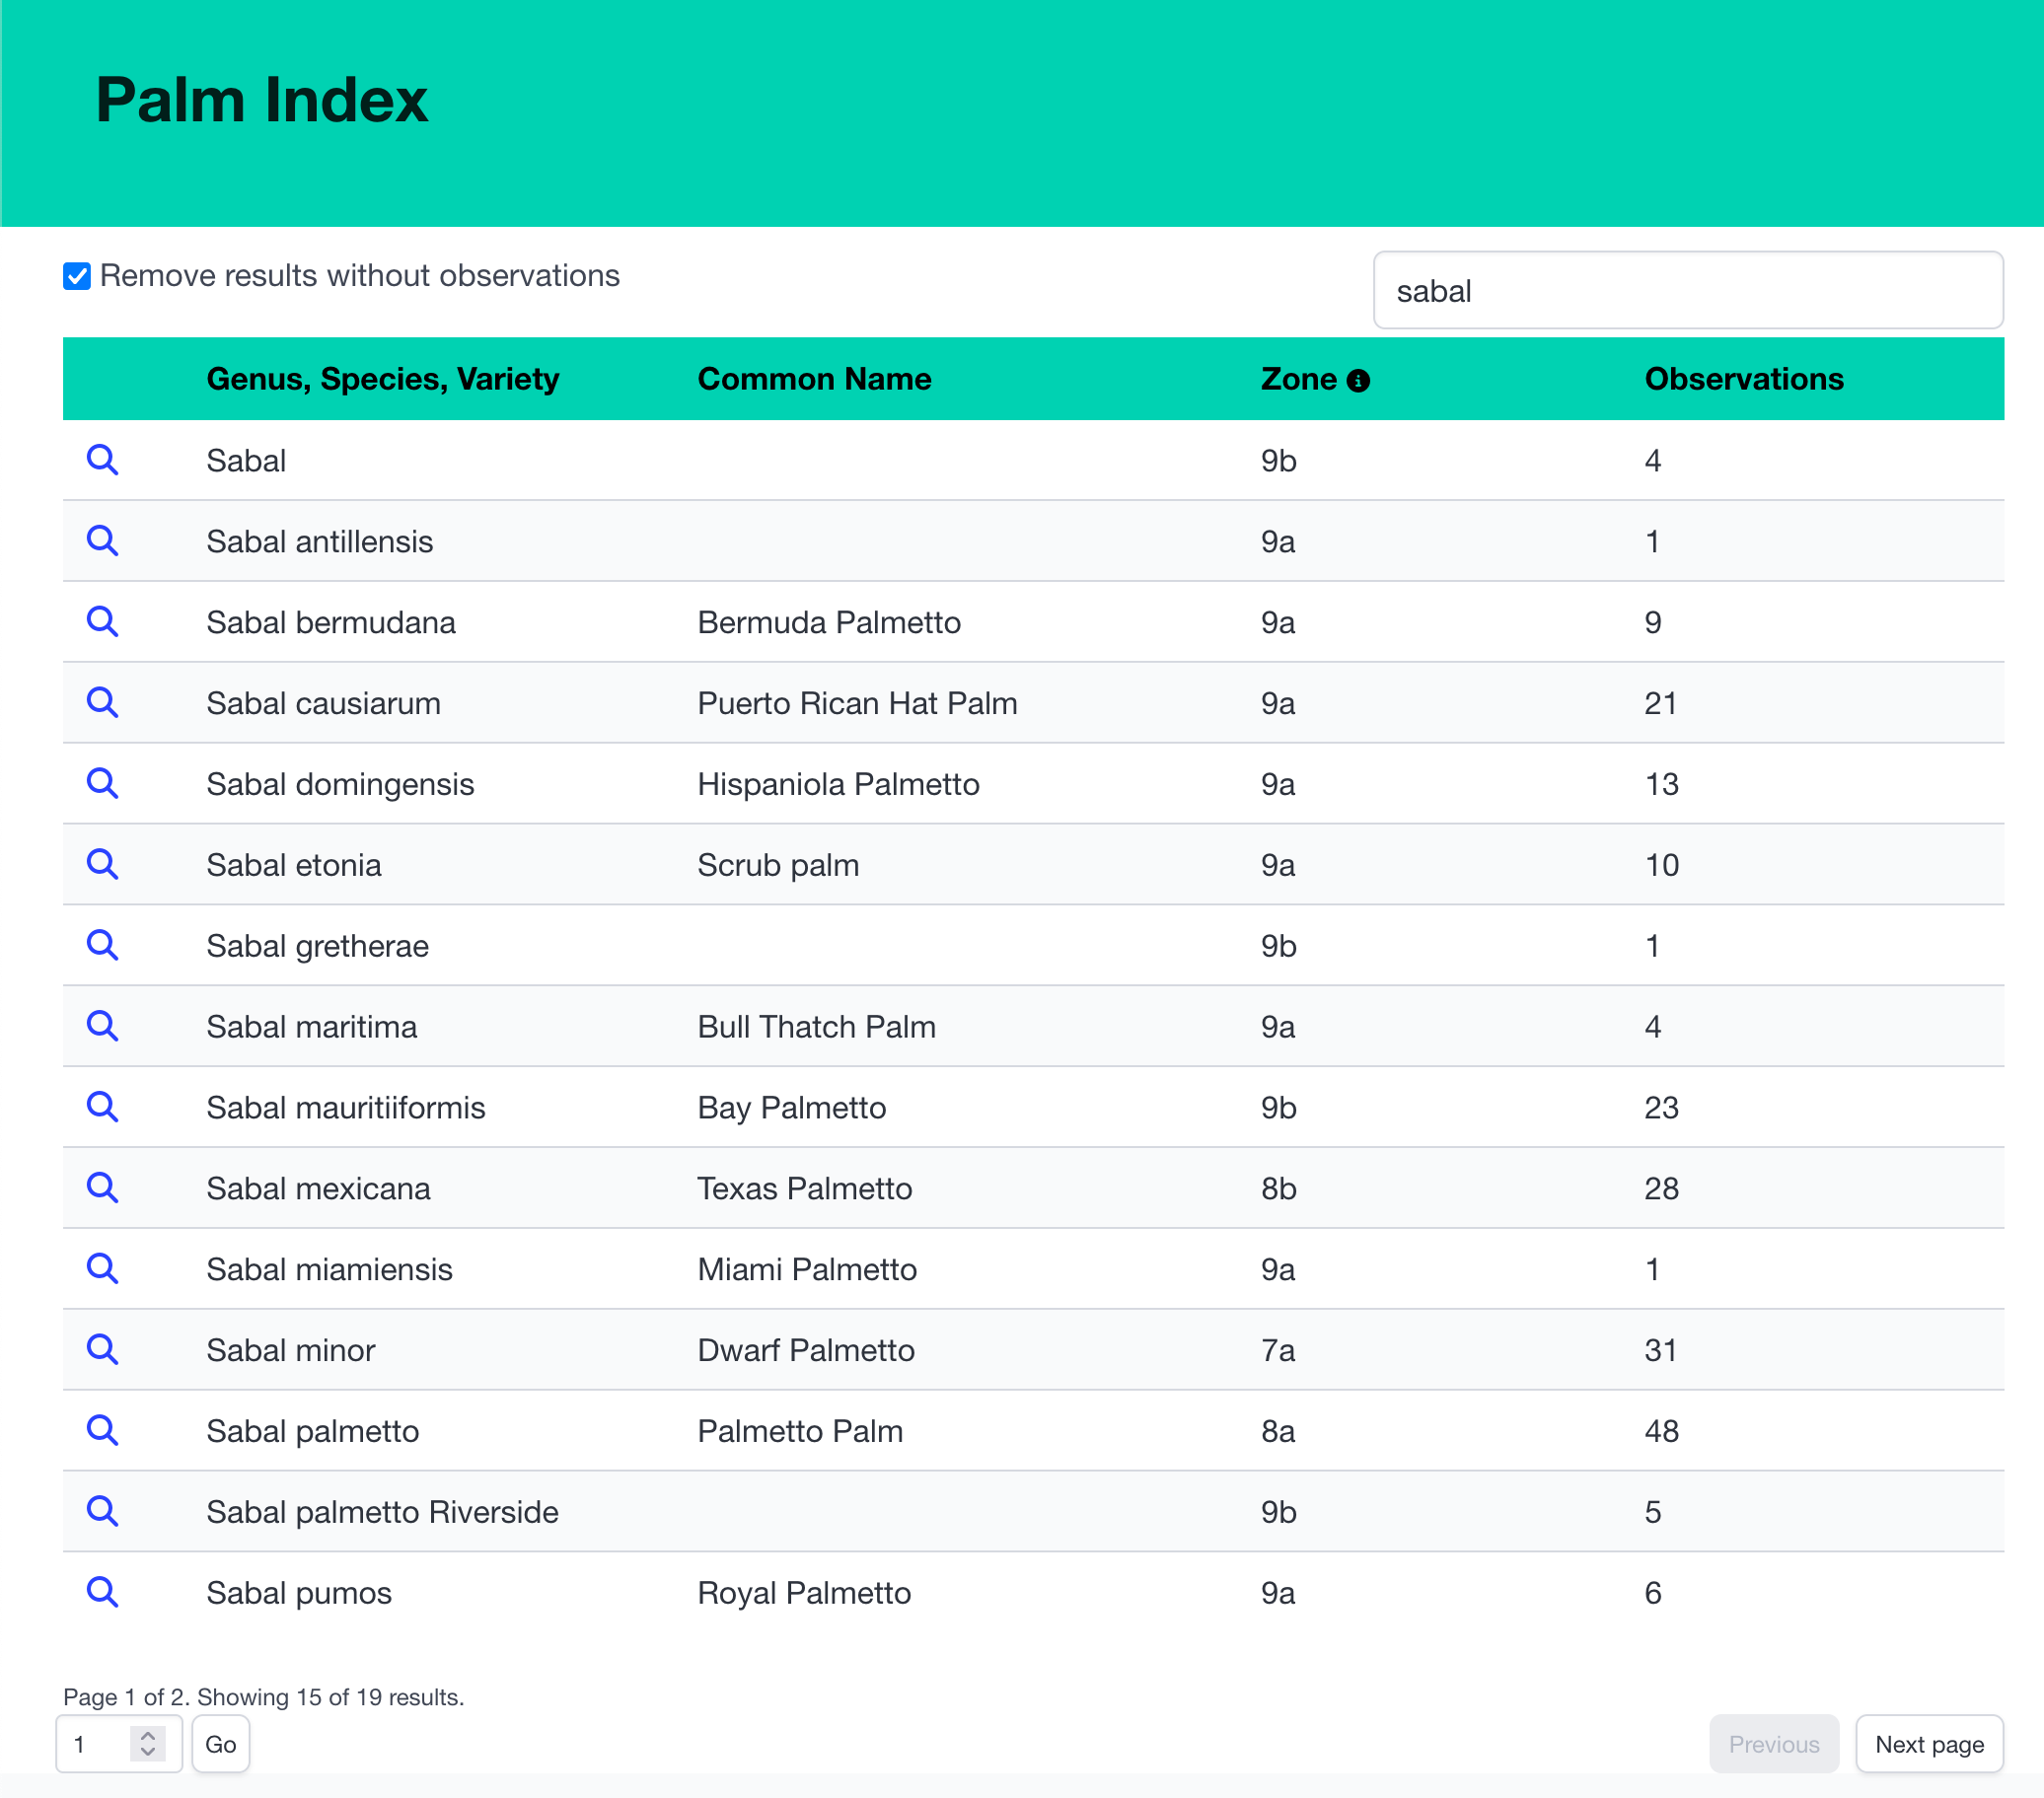 Palm Index
Remove results without observations
sabal
Genus, Species, Variety Common Name Zone Observations
Sabal 9b 4
Sabal antillensis 9a 1
Sabal bermudana Bermuda Palmetto 9a 9
Sabal causiarum Puerto Rican Hat Palm 9a 21
Sabal domingensis Hispaniola Palmetto 9a 13
Sabal etonia Scrub palm 9a 10
Sabal gretherae 9b 1
Sabal maritima Bull Thatch Palm 9a 4
Sabal mauritiiformis Bay Palmetto 9b 23
Sabal mexicana Texas Palmetto 8b 28
Sabal miamiensis Miami Palmetto 9a 1
Sabal minor Dwarf Palmetto 7a 31
Sabal palmetto Palmetto Palm 8a 48
Sabal palmetto Riverside 9b 5
Sabal pumos Royal Palmetto 9a 6
Page 1 of 2. Showing 15 of 19 results.
1 Go Previous Next page